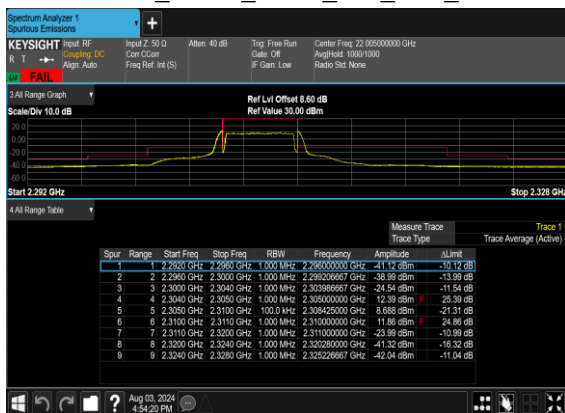 Spectrum Analyzer 1
Spurious Emissions
KEYSIGHT Input: RF Input Z: 50 Ω Atten: 40 dB Trig: Free Run Center Freq: 22.005000000 GHz
R T Coupling: DC Corr CCorr Gate: Off Avg|Hold: 1000/1000
Align: Auto Freq Ref: Int (S) IF Gain: Low Radio Std: None
FAIL
3 All Range Graph
Ref Lvl Offset 8.60 dB
Scale/Div 10.0 dB Ref Value 30.00 dBm
20.0
0.00
-20.0
-40.0
-60.0
Start 2.292 GHz Stop 2.328 GHz
4 All Range Table
Measure Trace Trace 1
Trace Type Trace Average (Active)
Spur Range Start Freq Stop Freq RBW Frequency Amplitude ΔLimit
1 1 2.2920 GHz 2.2960 GHz 1.000 MHz 2.296000000 GHz -41.12 dBm -10.12 dB
2 2 2.2960 GHz 2.3000 GHz 1.000 MHz 2.299206667 GHz -38.99 dBm -13.99 dB
3 3 2.3000 GHz 2.3040 GHz 1.000 MHz 2.303986667 GHz -24.54 dBm -11.54 dB
4 4 2.3040 GHz 2.3050 GHz 1.000 MHz 2.305000000 GHz 12.39 dBm F 25.39 dB
5 5 2.3050 GHz 2.3100 GHz 100.0 kHz 2.308425000 GHz 8.688 dBm -21.31 dB
6 6 2.3100 GHz 2.3110 GHz 1.000 MHz 2.310000000 GHz 11.86 dBm F 24.86 dB
7 7 2.3110 GHz 2.3200 GHz 1.000 MHz 2.311000000 GHz -23.99 dBm -10.99 dB
8 8 2.3200 GHz 2.3240 GHz 1.000 MHz 2.320280000 GHz -41.32 dBm -16.32 dB
9 9 2.3240 GHz 2.3280 GHz 1.000 MHz 2.325226667 GHz -42.04 dBm -11.04 dB
Aug 03, 2024
4:54:20 PM